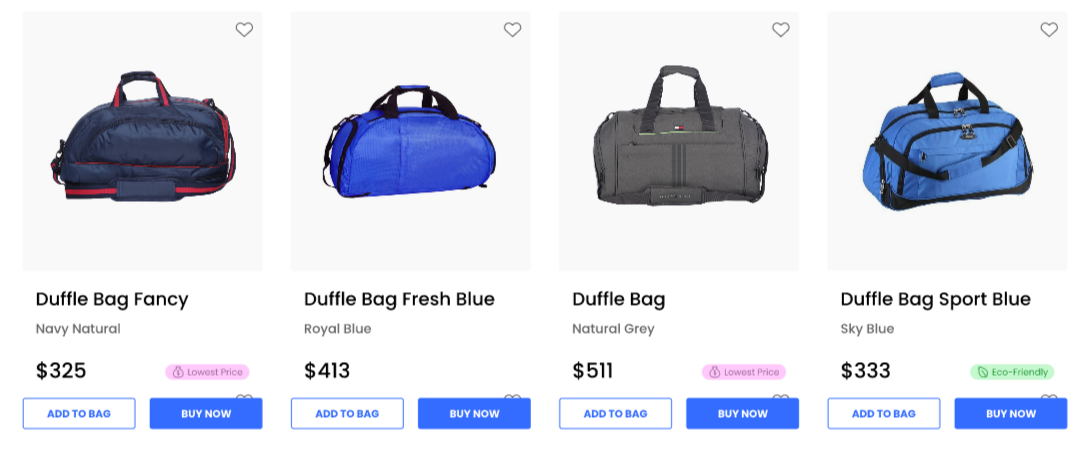 Duffle Bag Fancy
Navy Natural
$325
Lowest Price
ADD TO BAG
BUY NOW
Duffle Bag Fresh Blue
Royal Blue
$413
ADD TO BAG
BUY NOW
Duffle Bag
Natural Grey
$511
Lowest Price
ADD TO BAG
BUY NOW
Duffle Bag Sport Blue
Sky Blue
$333
Eco-Friendly
ADD TO BAG
BUY NOW